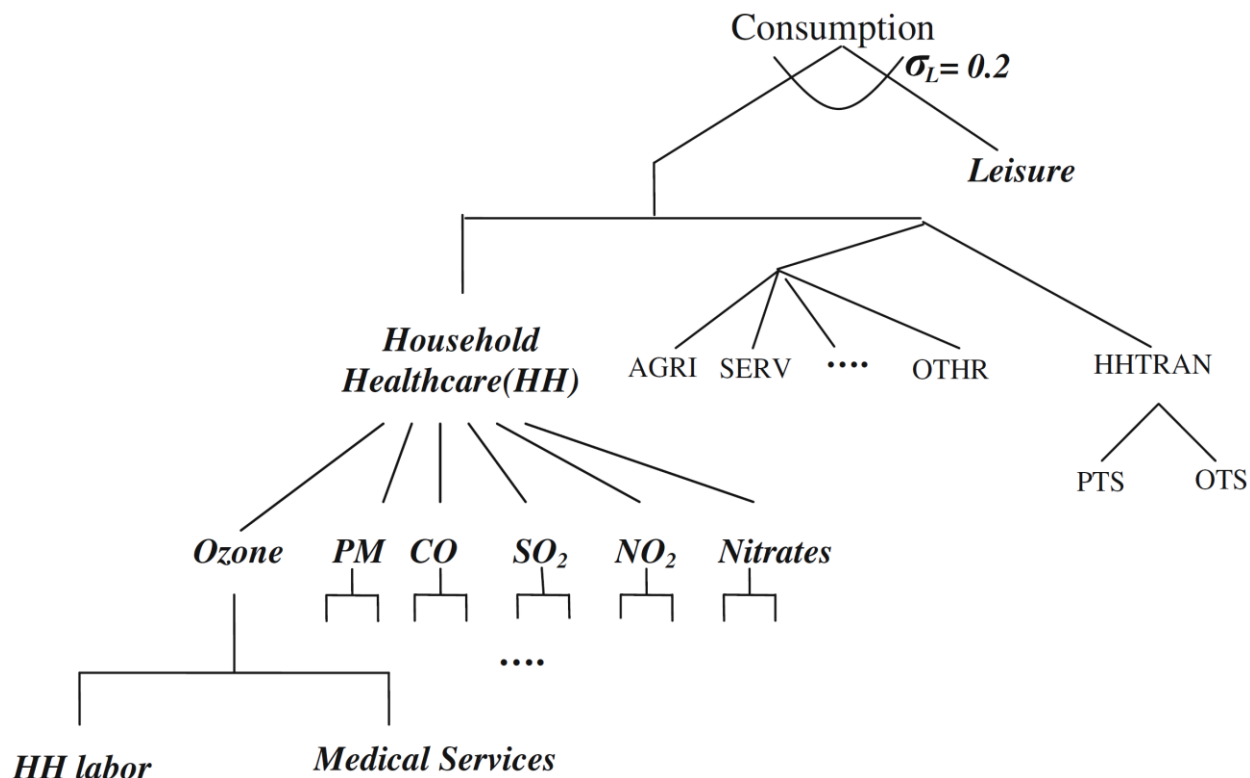 Consumption
σL= 0.2
Leisure
Household
Healthcare(HH)
AGRI SERV .... OTHR HHTRAN
PTS OTS
Ozone PM CO SO2 NO2 Nitrates
....
HH labor Medical Services